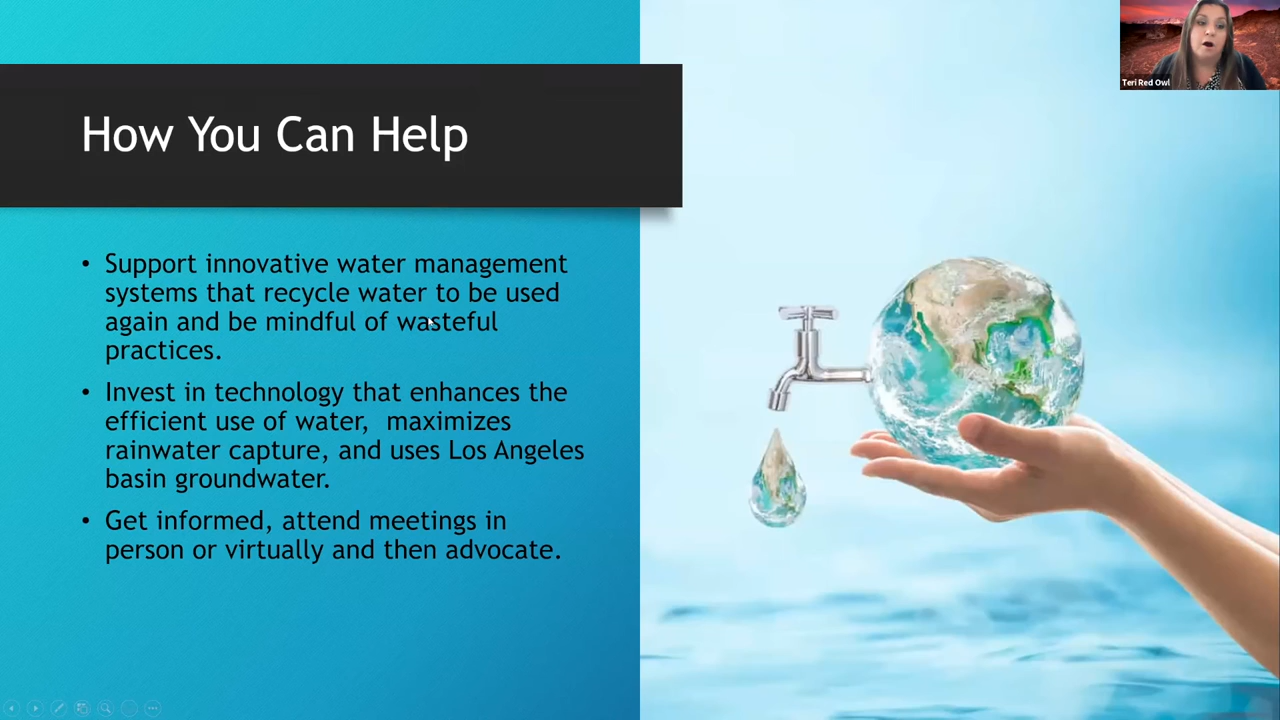 Teri Red Owl
How You Can Help
• Support innovative water management
systems that recycle water to be used
again and be mindful of wasteful
practices.
• Invest in technology that enhances the
efficient use of water,  maximizes
rainwater capture, and uses Los Angeles
basin groundwater.
• Get informed, attend meetings in
person or virtually and then advocate.